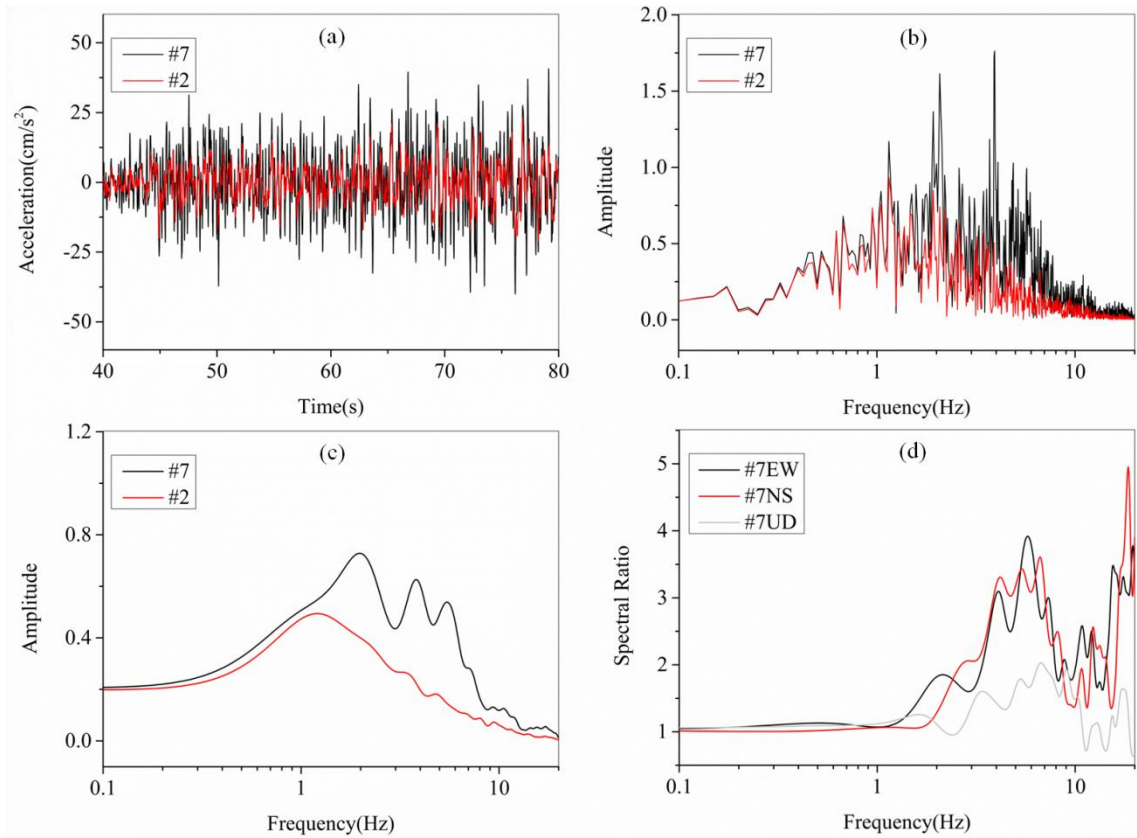 (a)
#7
#2
Acceleration(cm/s²)
50
25
0
-25
-50
40 50 60 70 80
Time(s)
(b)
#7
#2
Amplitude
2.0
1.5
1.0
0.5
0.0
0.1 1 10
Frequency(Hz)
(c)
#7
#2
Amplitude
1.2
0.8
0.4
0.0
0.1 1 10
Frequency(Hz)
(d)
#7EW
#7NS
#7UD
Spectral Ratio
5
4
3
2
1
0.1 1 10
Frequency(Hz)